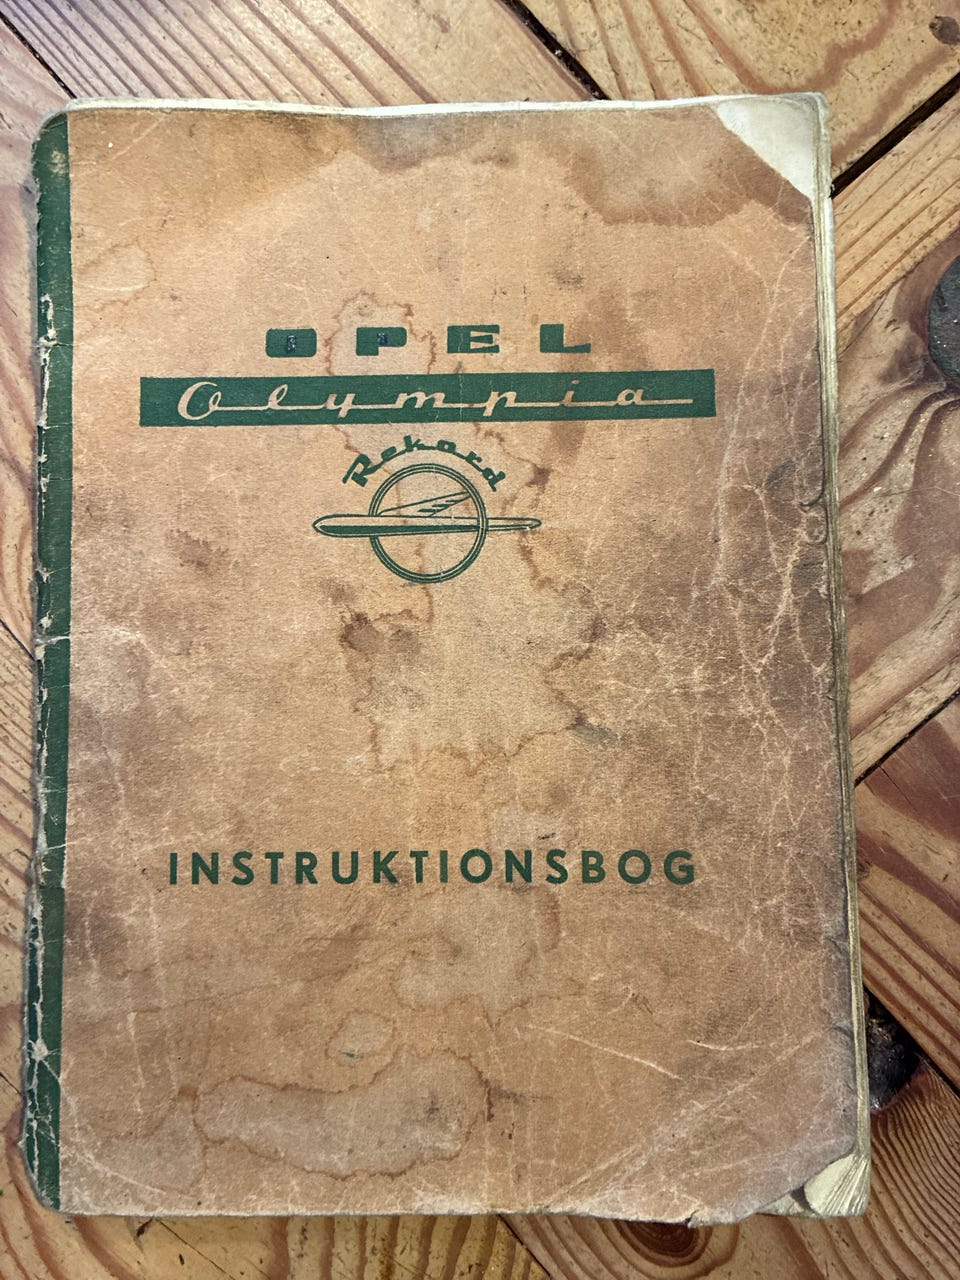 OPEL
Olympia
Rekord
INSTRUKTIONSBOG